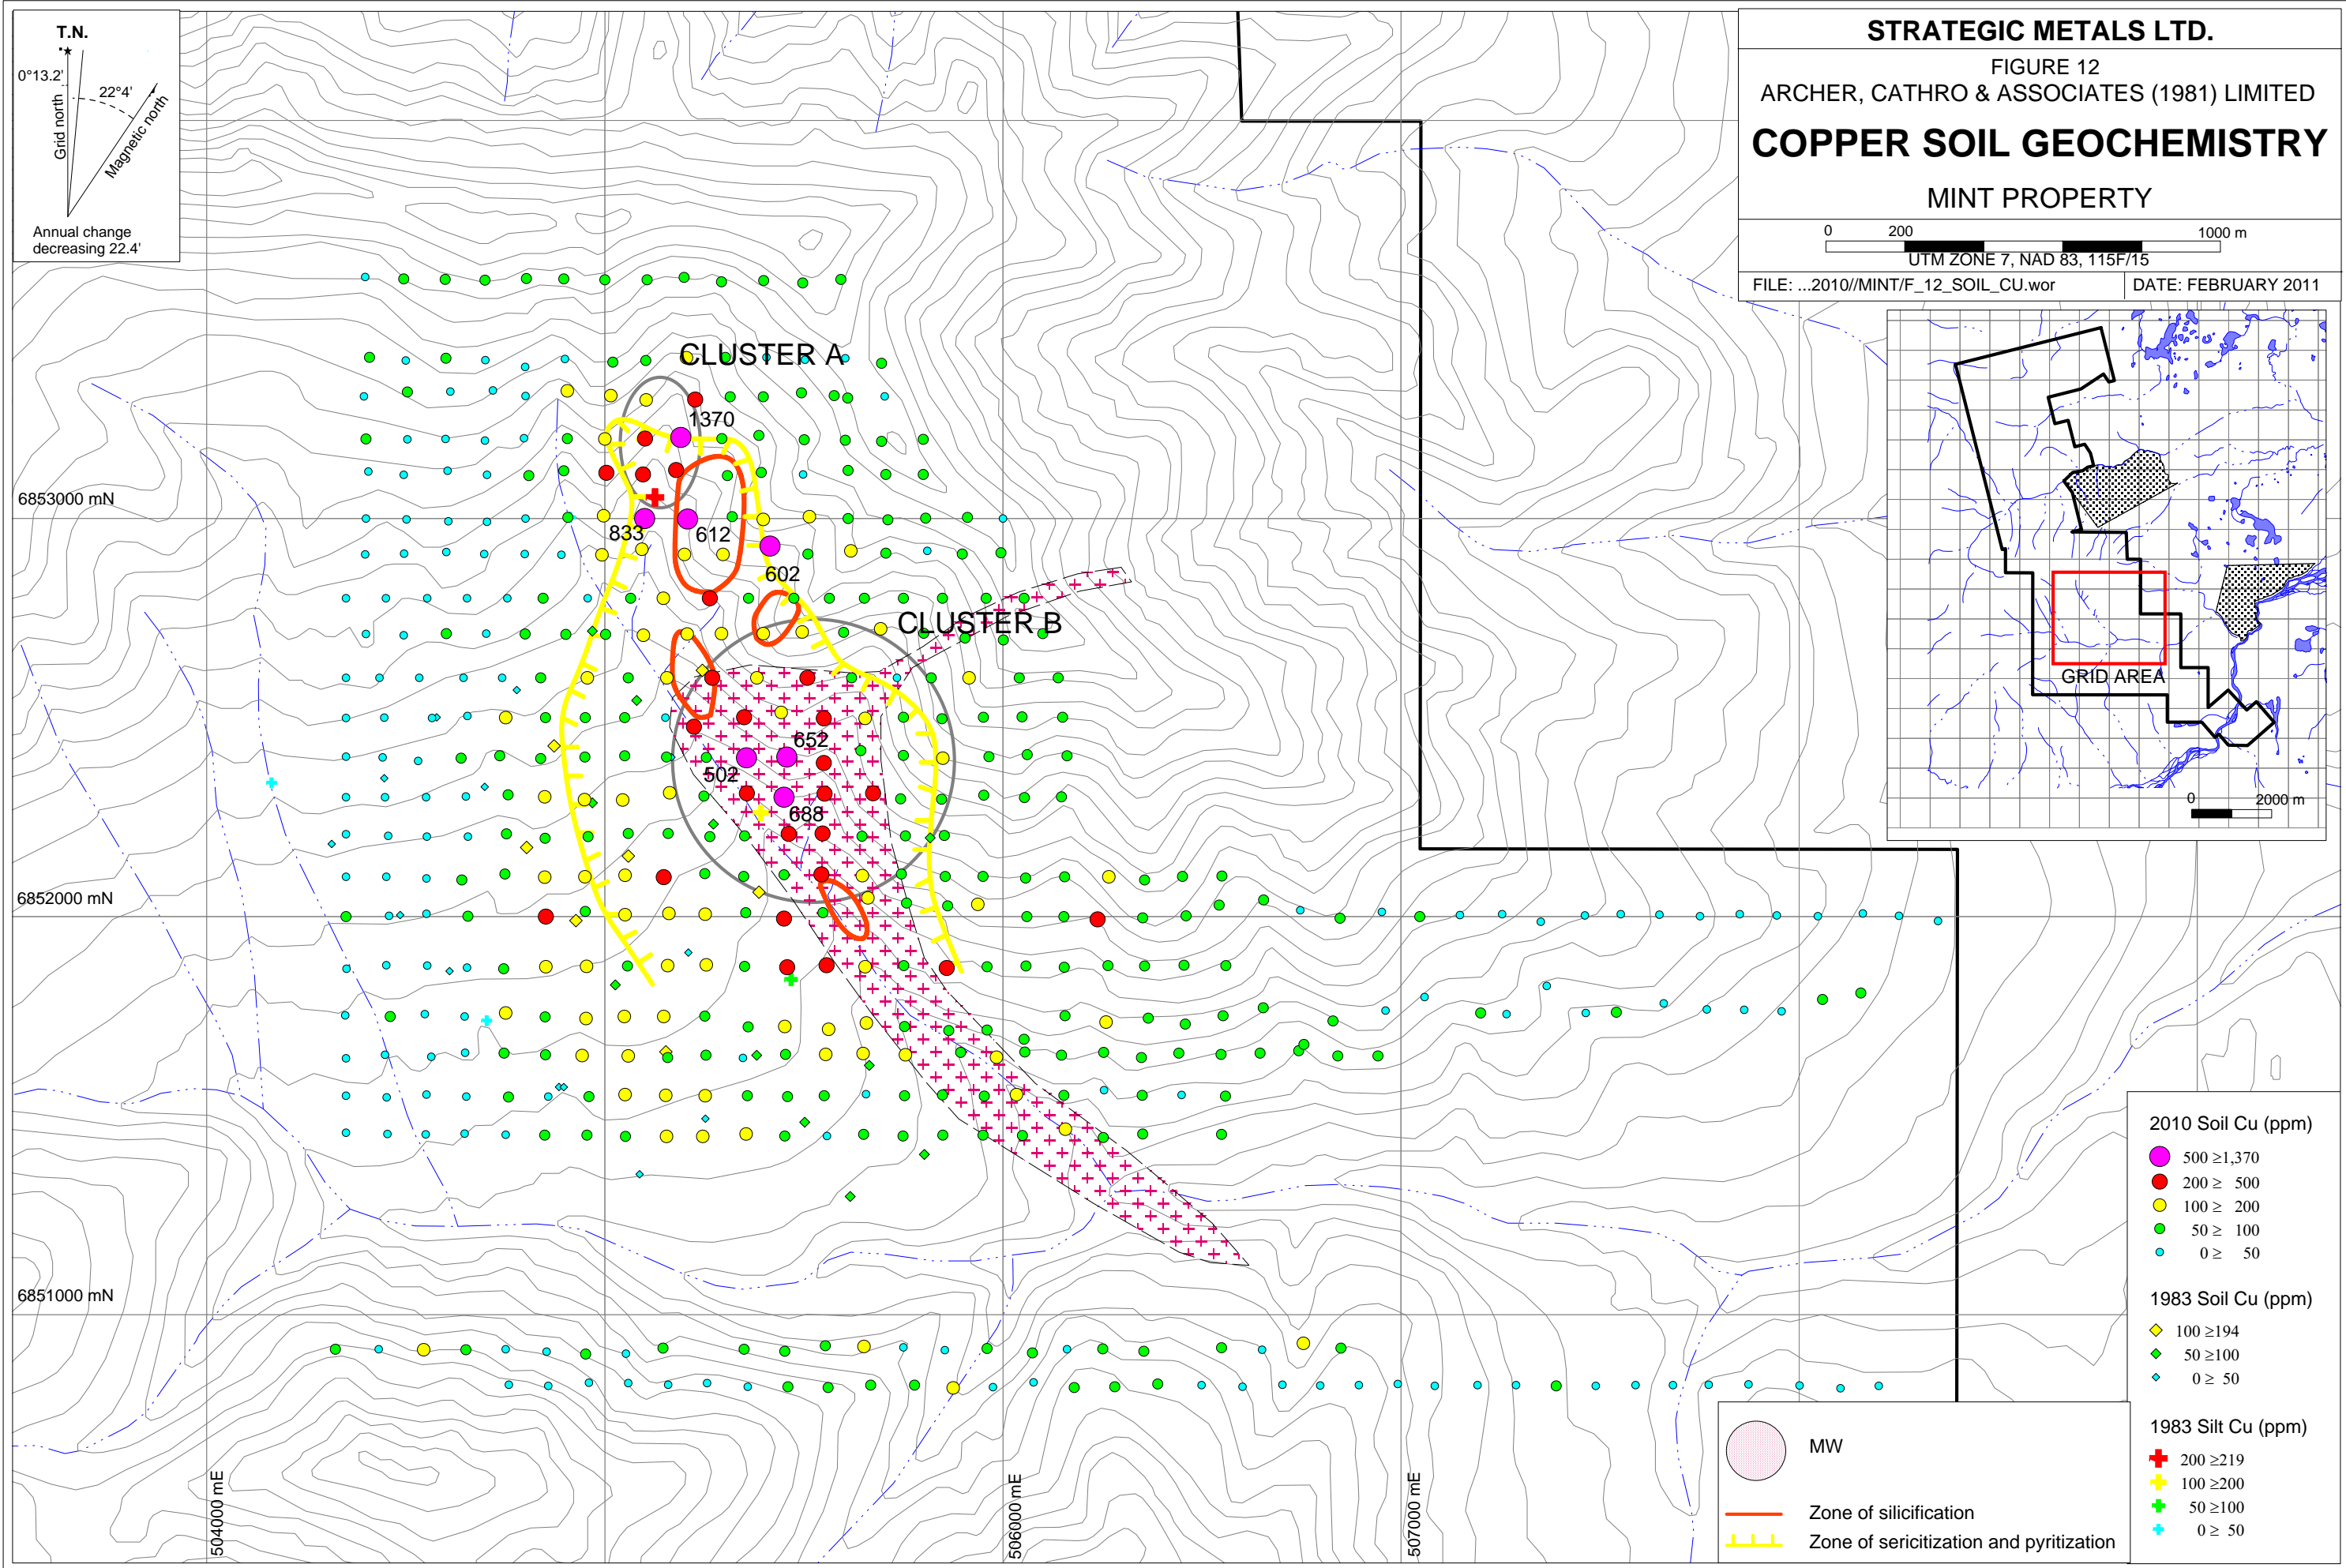 T.N.
0°13.2'
22°4'
Grid north
Magnetic north
Annual change
decreasing 22.4'
STRATEGIC METALS LTD.
FIGURE 12
ARCHER, CATHRO & ASSOCIATES (1981) LIMITED
COPPER SOIL GEOCHEMISTRY
MINT PROPERTY
0 200 1000 m
UTM ZONE 7, NAD 83, 115F/15
FILE: ...2010//MINT/F_12_SOIL_CU.wor DATE: FEBRUARY 2011
GRID AREA
0 2000 m
CLUSTER A
1370
6853000 mN
833
612
602
CLUSTER B
652
502
688
6852000 mN
6851000 mN
504000 mE
506000 mE
507000 mE
2010 Soil Cu (ppm)
500 ≥1,370
200 ≥ 500
100 ≥ 200
50 ≥ 100
0 ≥ 50
1983 Soil Cu (ppm)
100 ≥194
50 ≥100
0 ≥ 50
1983 Silt Cu (ppm)
200 ≥219
100 ≥200
50 ≥100
0 ≥ 50
MW
Zone of silicification
Zone of sericitization and pyritization